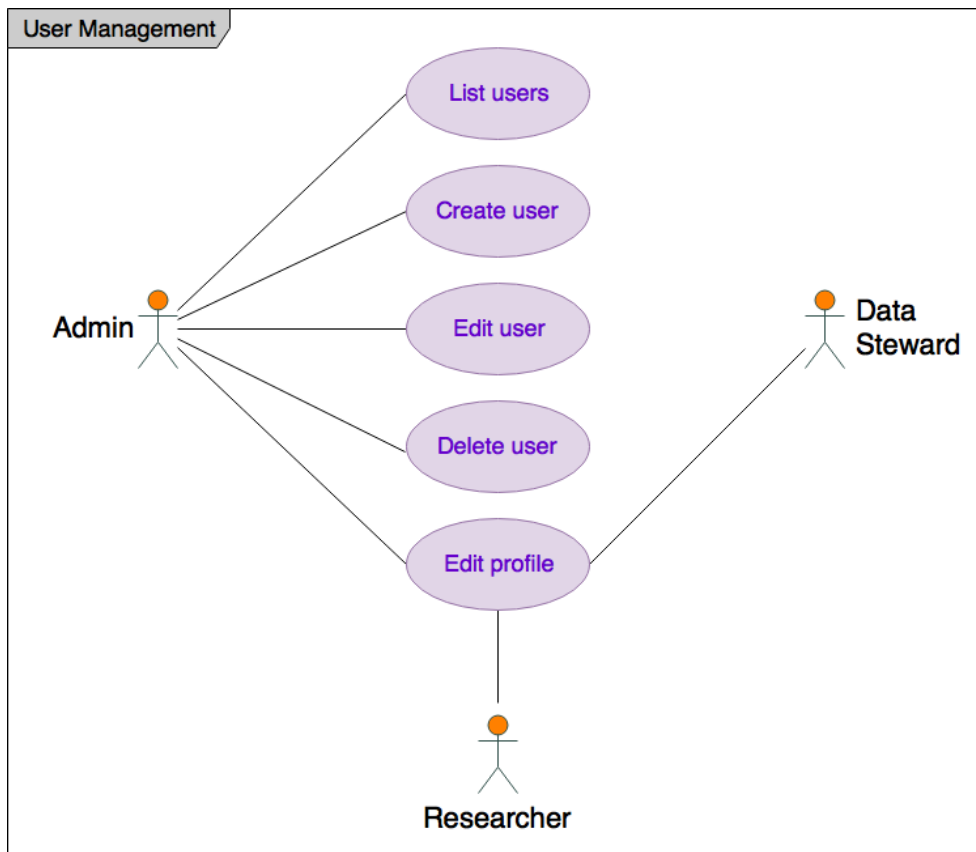 User Management
List users
Create user
Admin
Edit user
Data
Steward
Delete user
Edit profile
Researcher